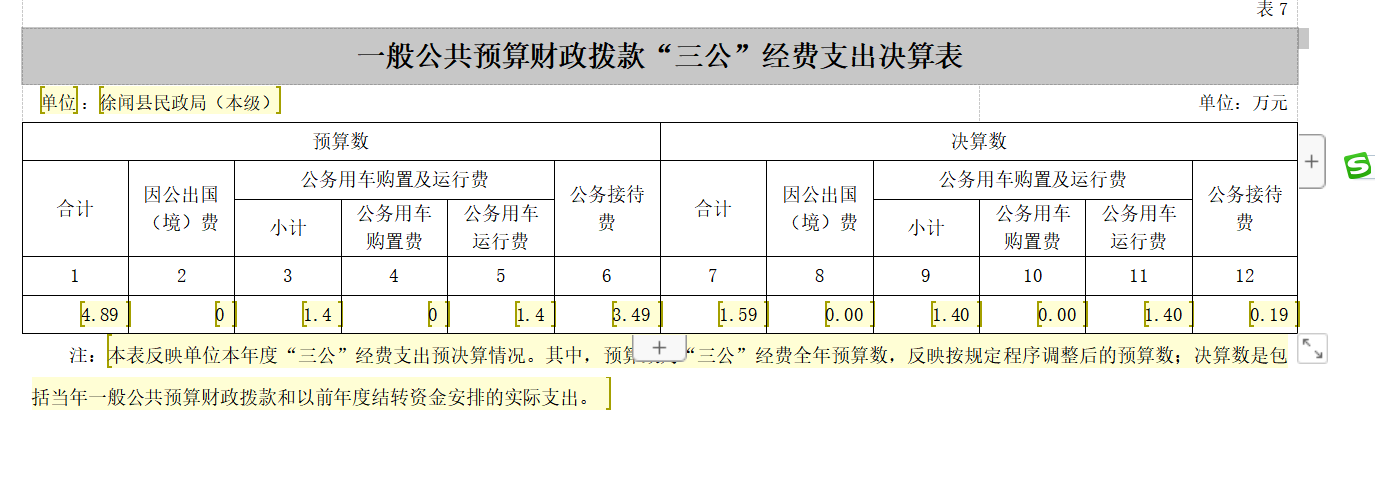 表 7
一般公共预算财政拨款“三公”经费支出决算表
单位：徐闻县民政局（本级） 单位：万元
预算数 决算数
合计 因公出国（境）费 公务用车购置及运行费 公务接待费 合计 因公出国（境）费 公务用车购置及运行费 公务接待费
小计 公务用车购置费 公务用车运行费 小计 公务用车购置费 公务用车运行费
1 2 3 4 5 6 7 8 9 10 11 12
4.89 0 1.4 0 1.4 3.49 1.59 0.00 1.40 0.00 1.40 0.19
注：本表反映单位本年度“三公”经费支出预决算情况。其中，预算“三公”经费全年预算数，反映按规定程序调整后的预算数；决算数是包
括当年一般公共预算财政拨款和以前年度结转资金安排的实际支出。